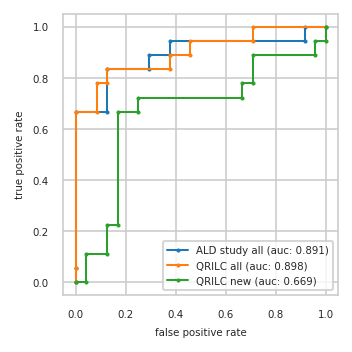 1.0
0.8
0.6
0.4
0.2
0.0
true positive rate
ALD study all (auc: 0.891)
QRILC all (auc: 0.898)
QRILC new (auc: 0.669)
0.0 0.2 0.4 0.6 0.8 1.0
false positive rate